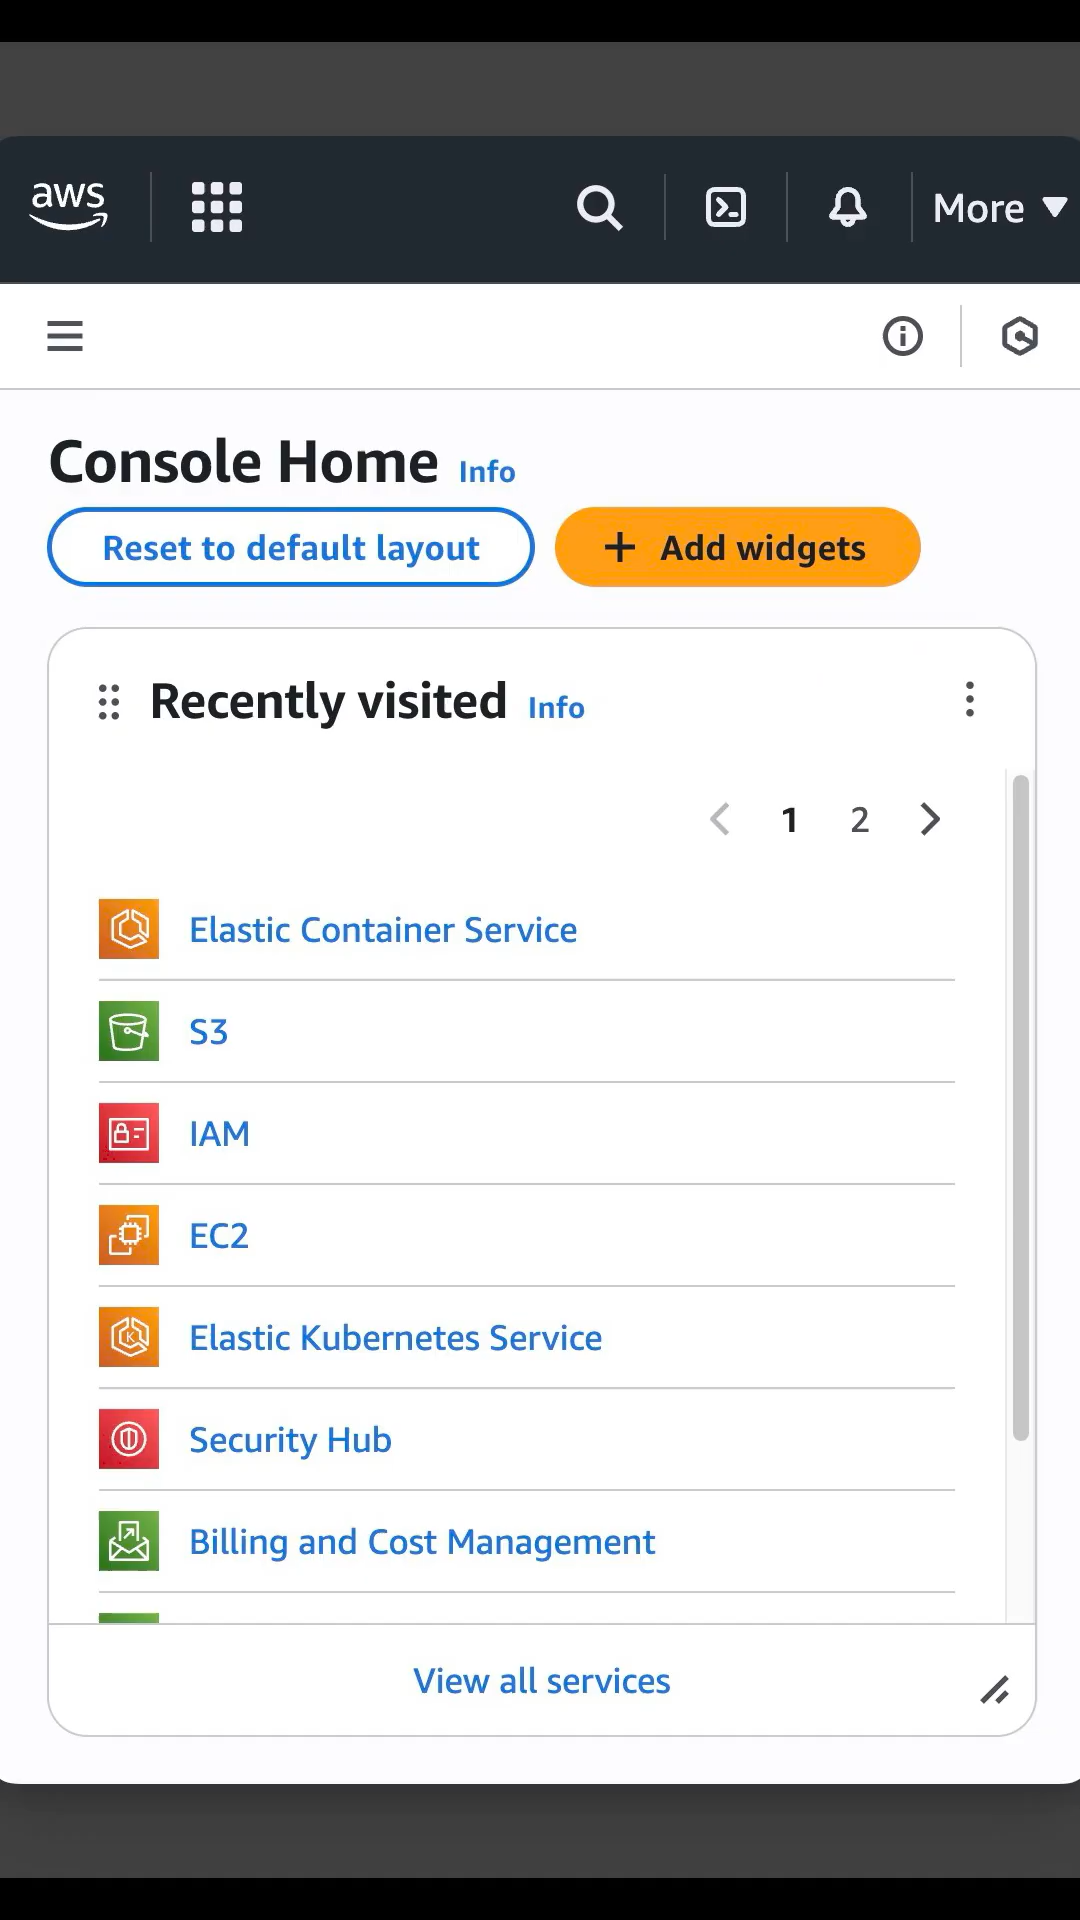 aws
More
Console Home Info
Reset to default layout
+ Add widgets
Recently visited Info
1 2
Elastic Container Service
S3
IAM
EC2
Elastic Kubernetes Service
Security Hub
Billing and Cost Management
View all services